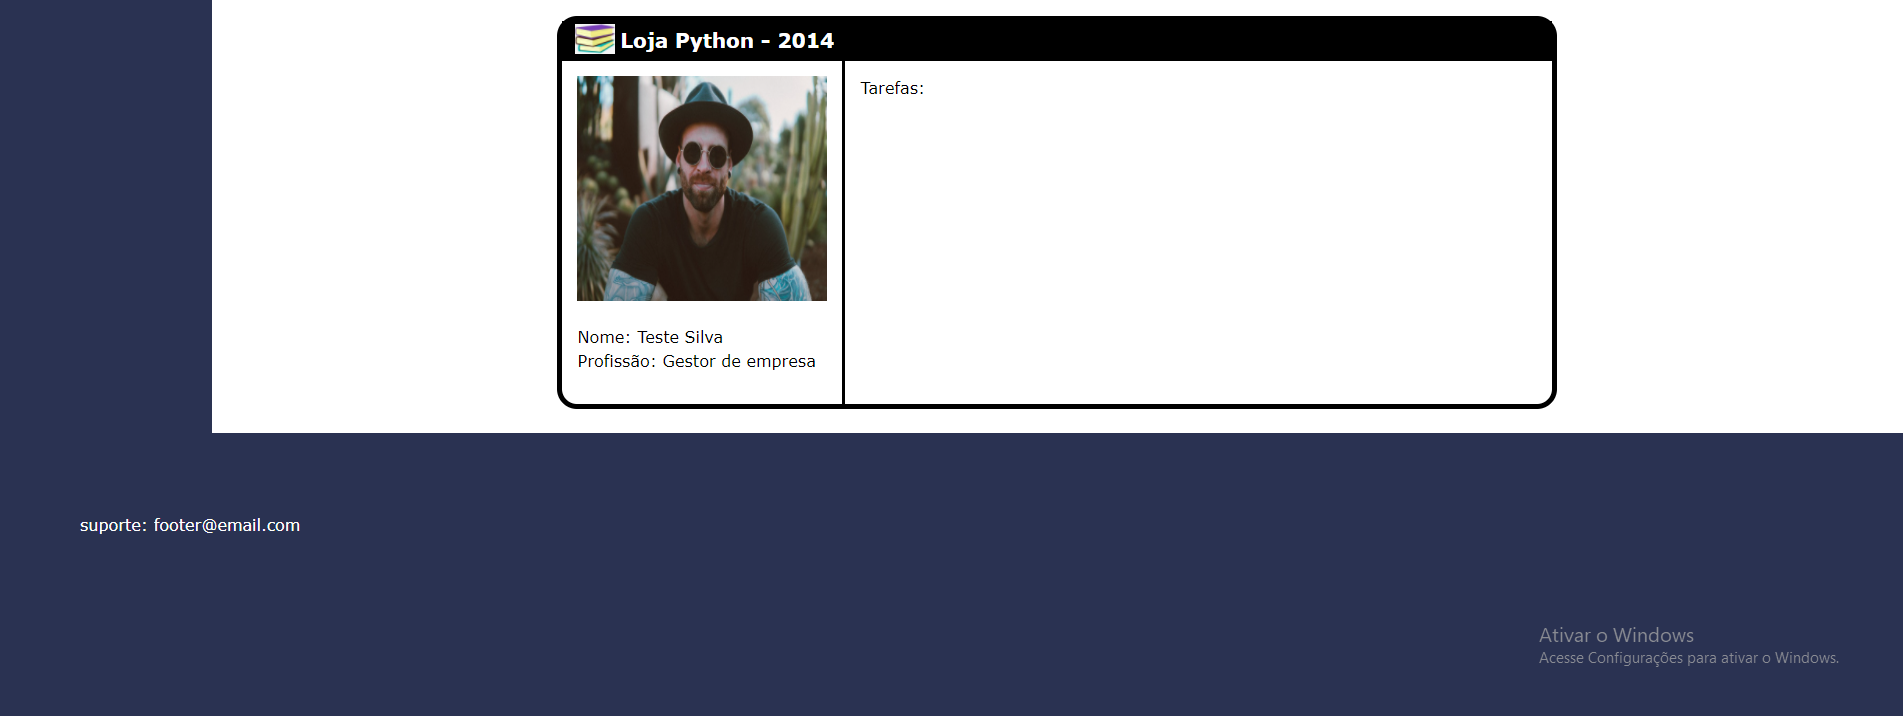 Loja Python - 2014
Tarefas:
Nome: Teste Silva
Profissão: Gestor de empresa
suporte: footer@email.com
Ativar o Windows
Acesse Configurações para ativar o Windows.